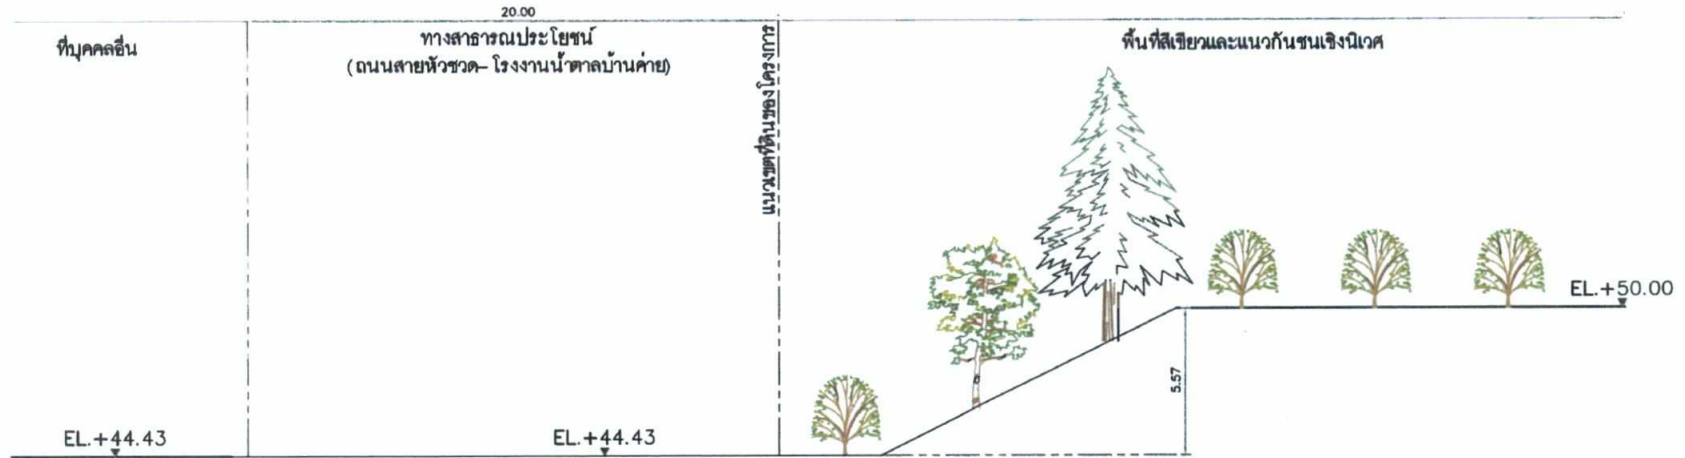 20.00
ที่บุคคลอื่น
ทางสาธารณประโยชน์
(ถนนสายหัวชวด-โรงงานน้ำตาลบ้านค่าย)
แนวเขตที่ดินของโครงการ
พื้นที่สีเขียวและแนวกันชนเชิงนิเวศ
EL.+50.00
5.57
EL.+44.43
EL.+44.43